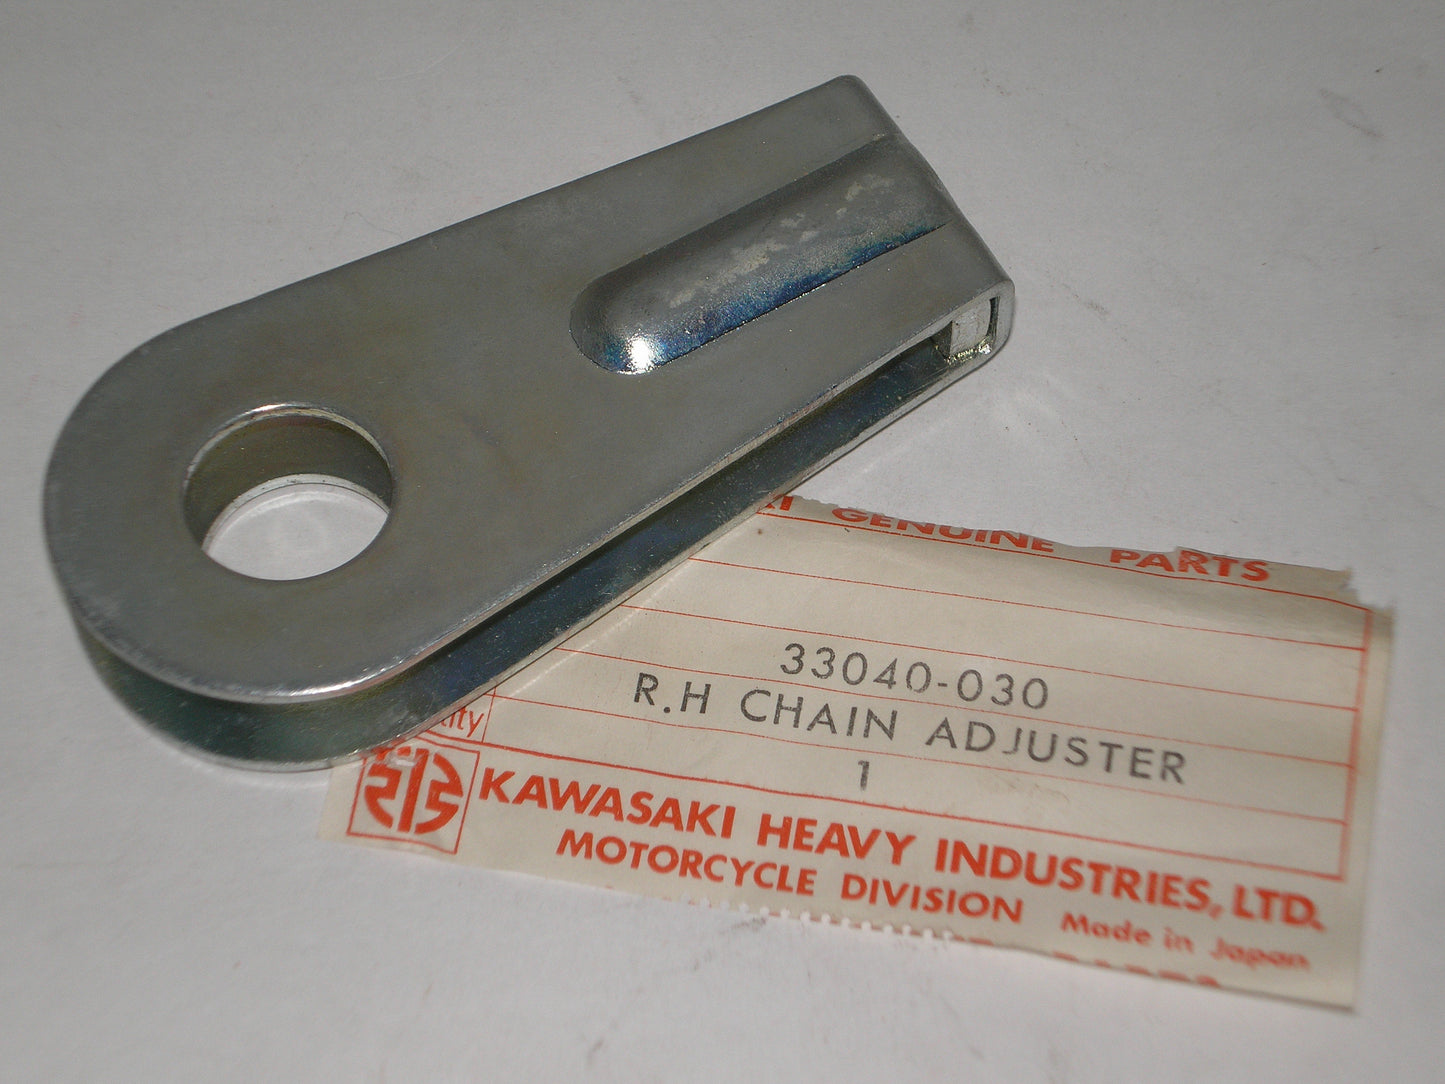 GENUINE PARTS
33040-030
R.H CHAIN ADJUSTER
1
KAWASAKI HEAVY INDUSTRIES, LTD.
MOTORCYCLE DIVISION Made in Japan